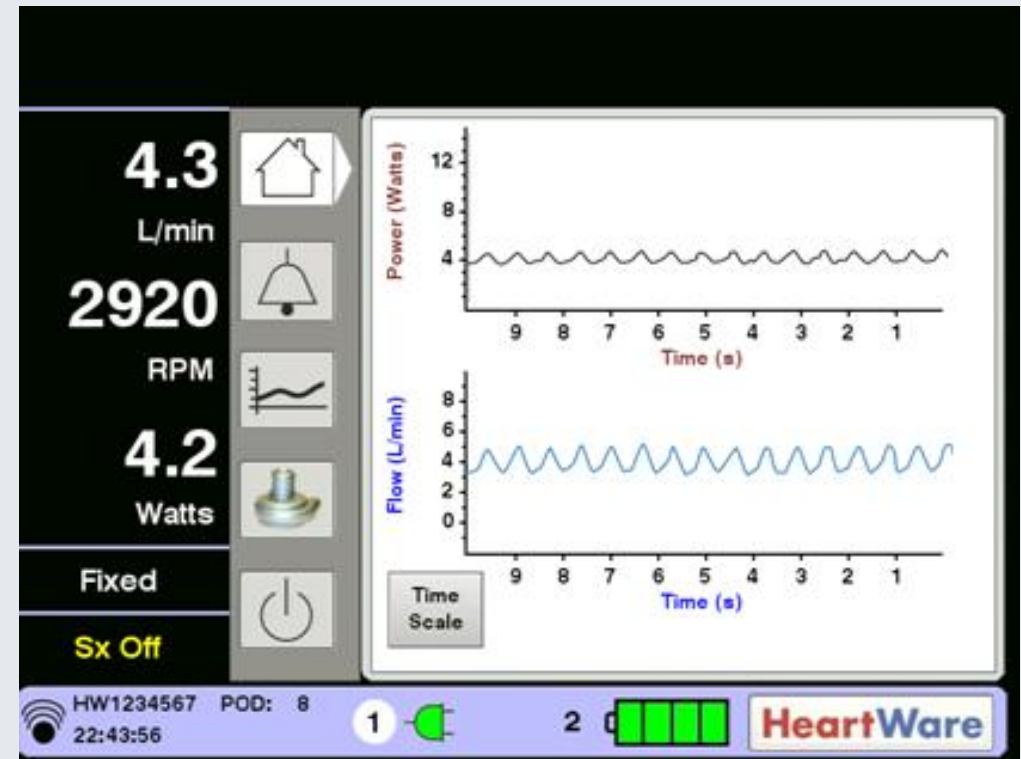 4.3
L/min
2920
RPM
4.2
Watts
Fixed
Sx Off
Power (Watts)
12
8
4
9 8 7 6 5 4 3 2 1
Time (s)
Flow (L/min)
8
6
4
2
0
9 8 7 6 5 4 3 2 1
Time (s)
Time
Scale
HW1234567 POD: 8
22:43:56
1
2
HeartWare